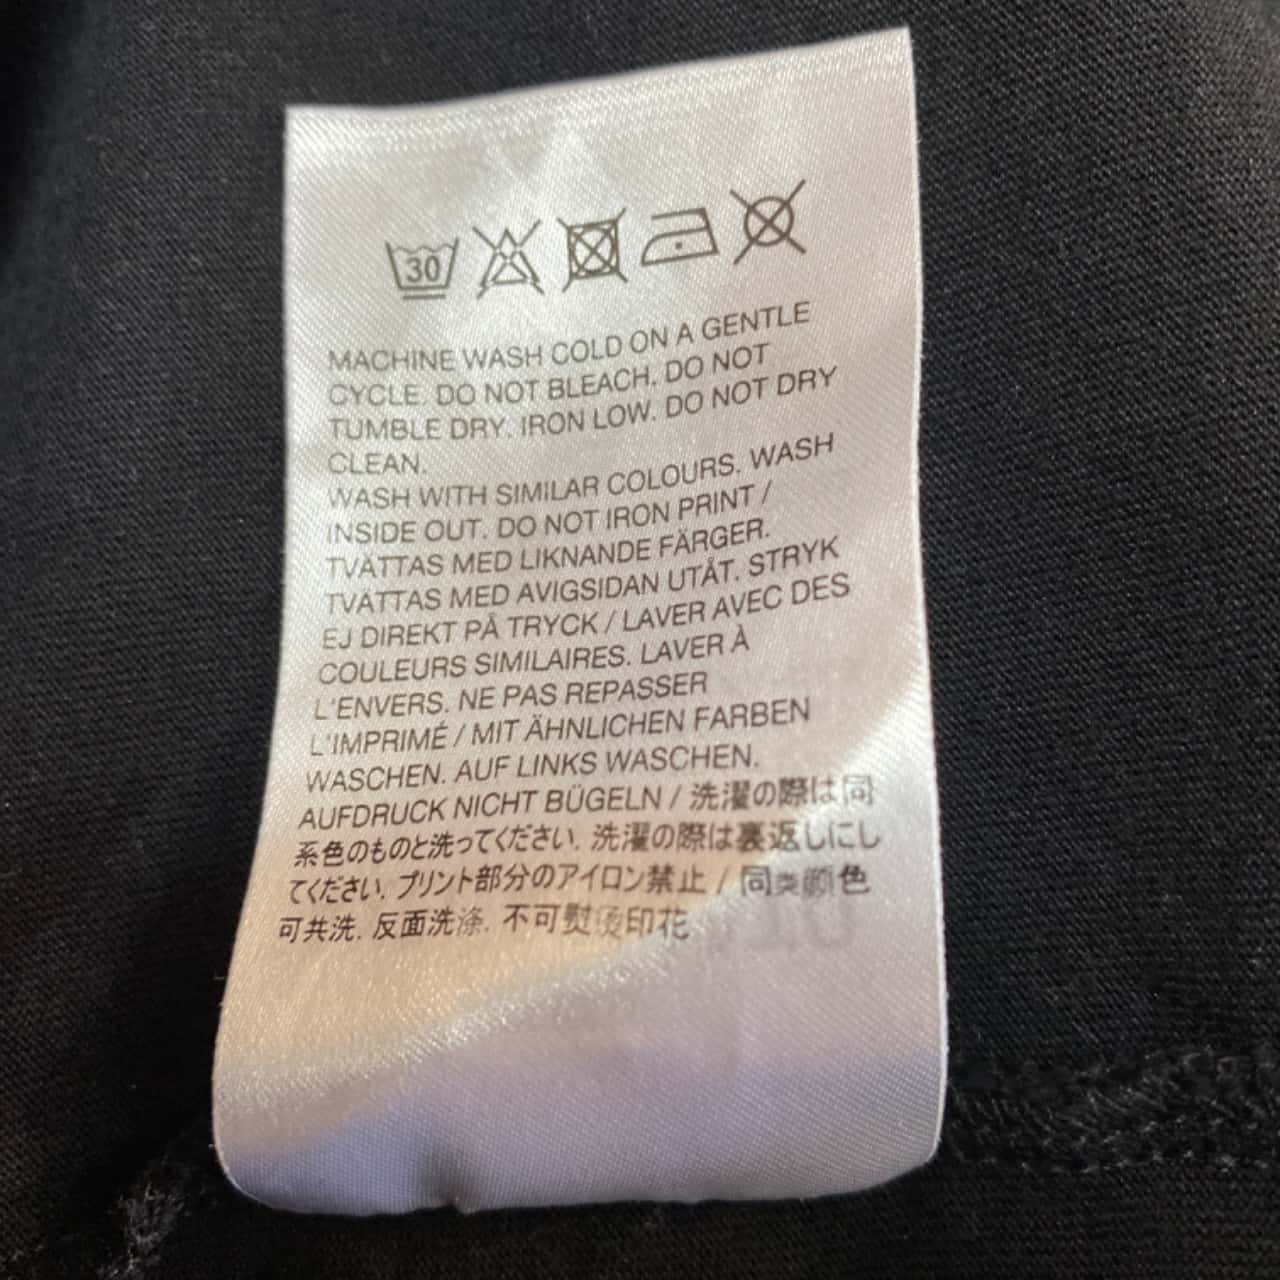 30
MACHINE WASH COLD ON A GENTLE
CYCLE. DO NOT BLEACH. DO NOT
TUMBLE DRY. IRON LOW. DO NOT DRY
CLEAN.
WASH WITH SIMILAR COLOURS. WASH
INSIDE OUT. DO NOT IRON PRINT /
TVÄTTAS MED LIKNANDE FÄRGER.
TVÄTTAS MED AVIGSIDAN UTÅT. STRYK
EJ DIREKT PÅ TRYCK / LAVER AVEC DES
COULEURS SIMILAIRES. LAVER À
L'ENVERS. NE PAS REPASSER
L'IMPRIMÉ / MIT ÄHNLICHEN FARBEN
WASCHEN. AUF LINKS WASCHEN.
AUFDRUCK NICHT BÜGELN / 洗濯の際は同
系色のものと洗ってください. 洗濯の際は裏返しにし
てください. プリント部分のアイロン禁止 / 同类颜色
可共洗. 反面洗涤. 不可熨烫印花